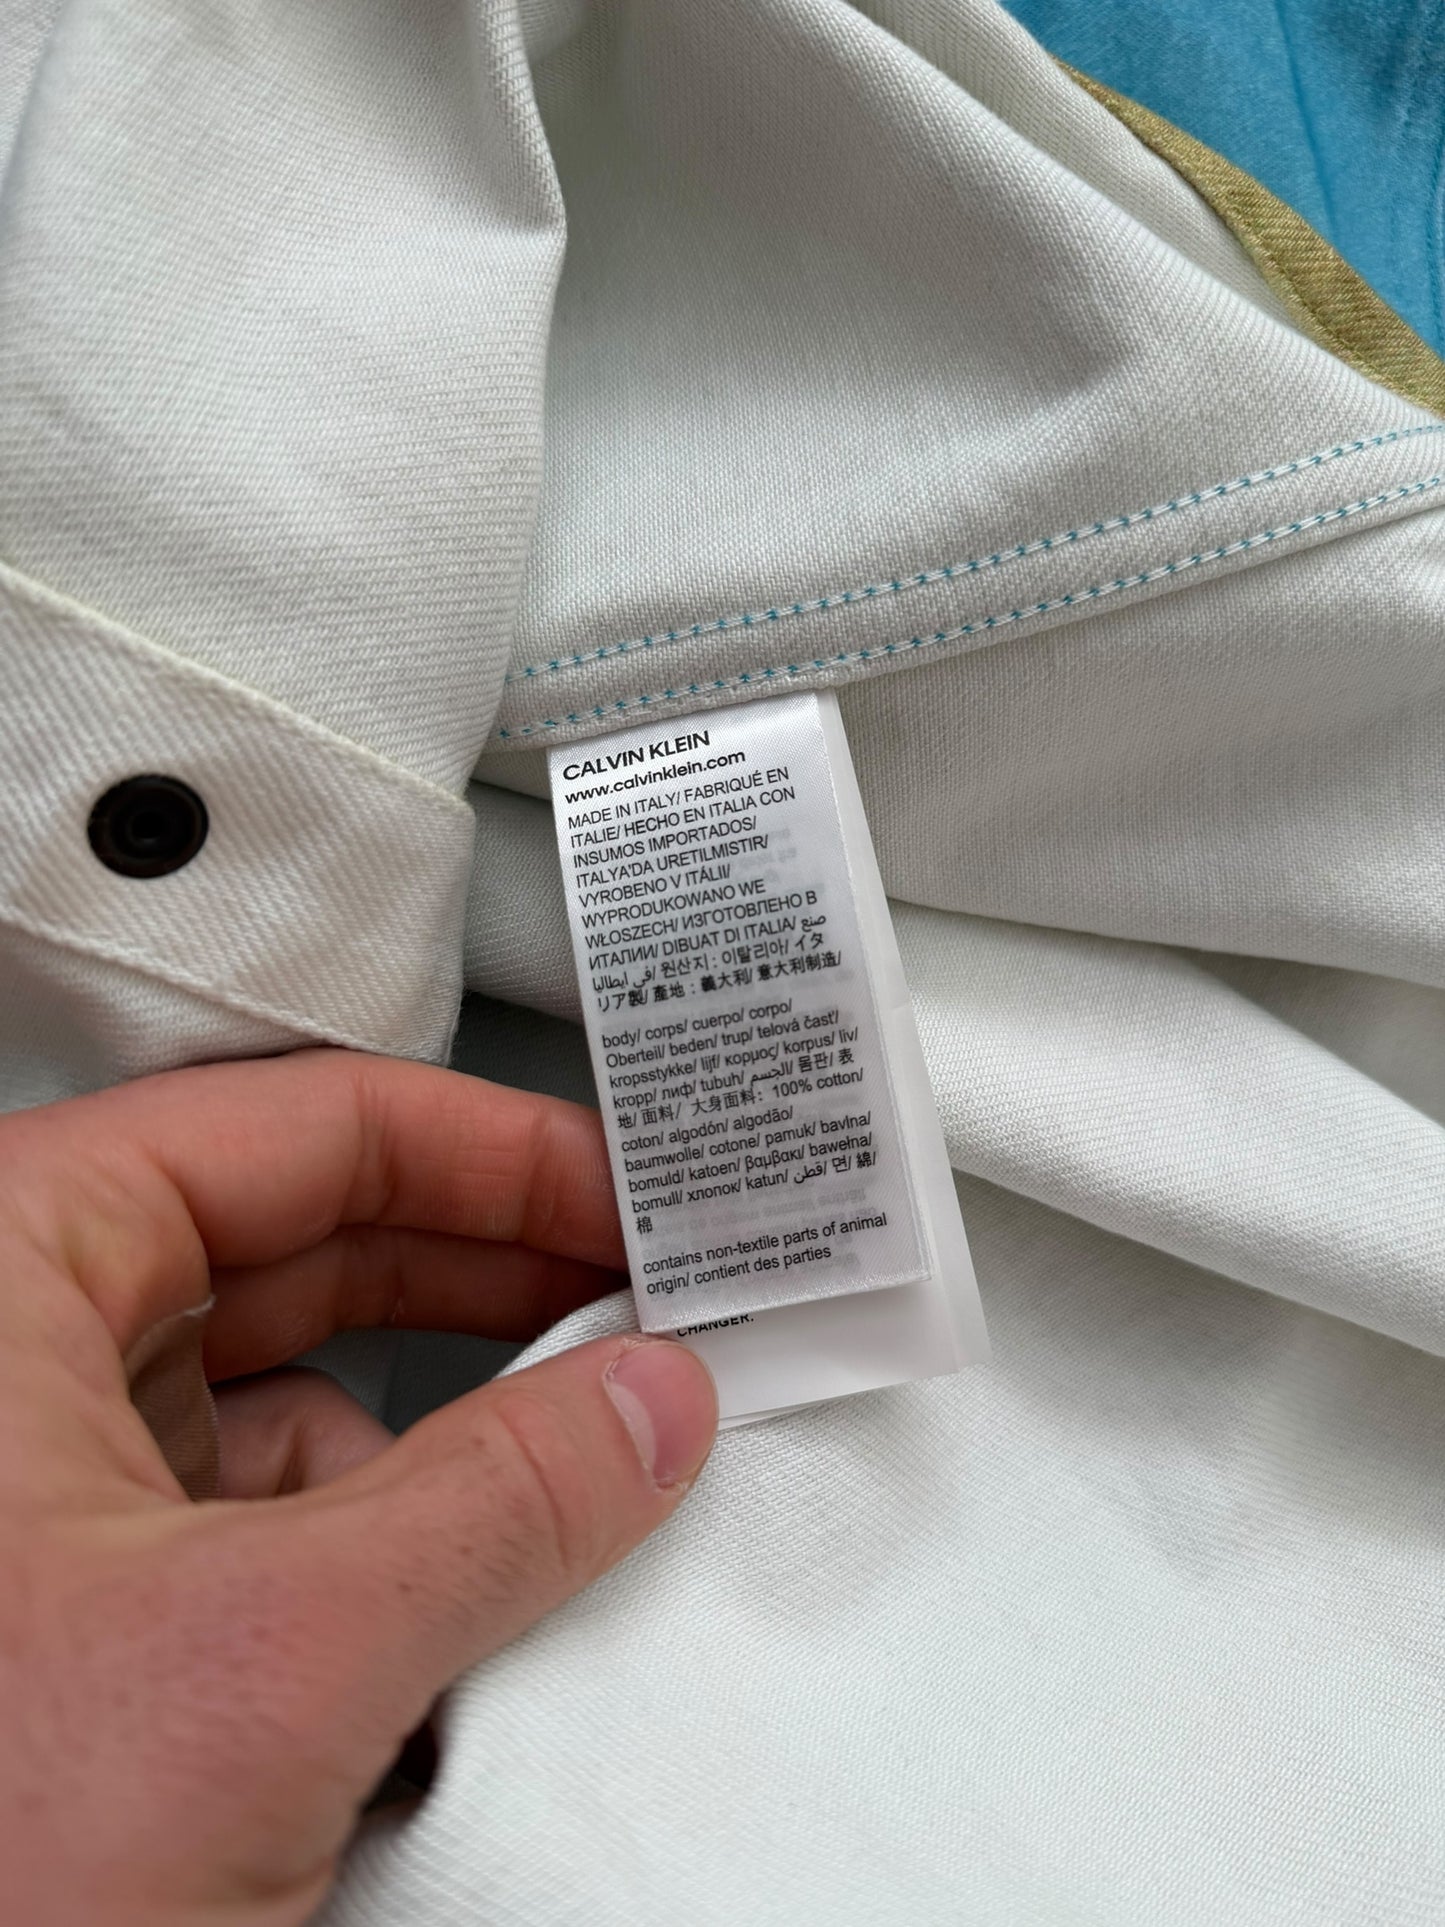 CALVIN KLEIN
www.calvinklein.com
MADE IN ITALY/ FABRIQUÉ EN
ITALIE/ HECHO EN ITALIA CON
INSUMOS IMPORTADOS/
ITALYA'DA URETILMISTIR/
VYROBENO V ITÁLII/
WYPRODUKOWANO WE
WŁOSZECH/ ИЗГОТОВЛЕНО В
ИТАЛИИ/ DIBUAT DI ITALIA/ صنع
في ايطاليا/ 원산지 : 이탈리아/ イタ
リア製/ 產地 : 義大利/ 意大利制造/
body/ corps/ cuerpo/ corpo/
Oberteil/ beden/ trup/ telová časť/
kropsstykke/ lijf/ κορμος/ korpus/ liv/
kropp/ лиф/ tubuh/ الجسم/ 몸판/ 表
地/ 面料/ 大身面料: 100% cotton/
coton/ algodón/ algodão/
baumwolle/ cotone/ pamuk/ bavlna/
bomuld/ katoen/ βαμβακι/ bawełna/
bomull/ хлопок/ katun/ قطن/ 면/ 綿/
棉
contains non-textile parts of animal
origin/ contient des parties
CHANGER.